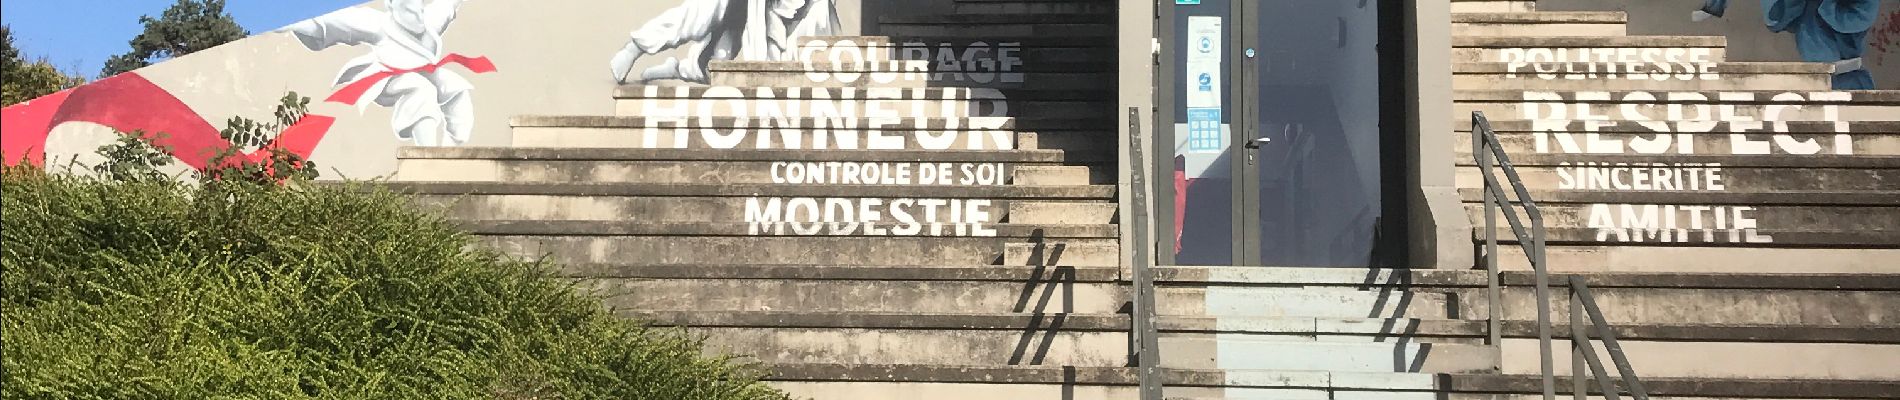 COURAGE
HONNEUR
CONTROLE DE SOI
MODESTIE
POLITESSE
RESPECT
SINCERITE
AMITIE